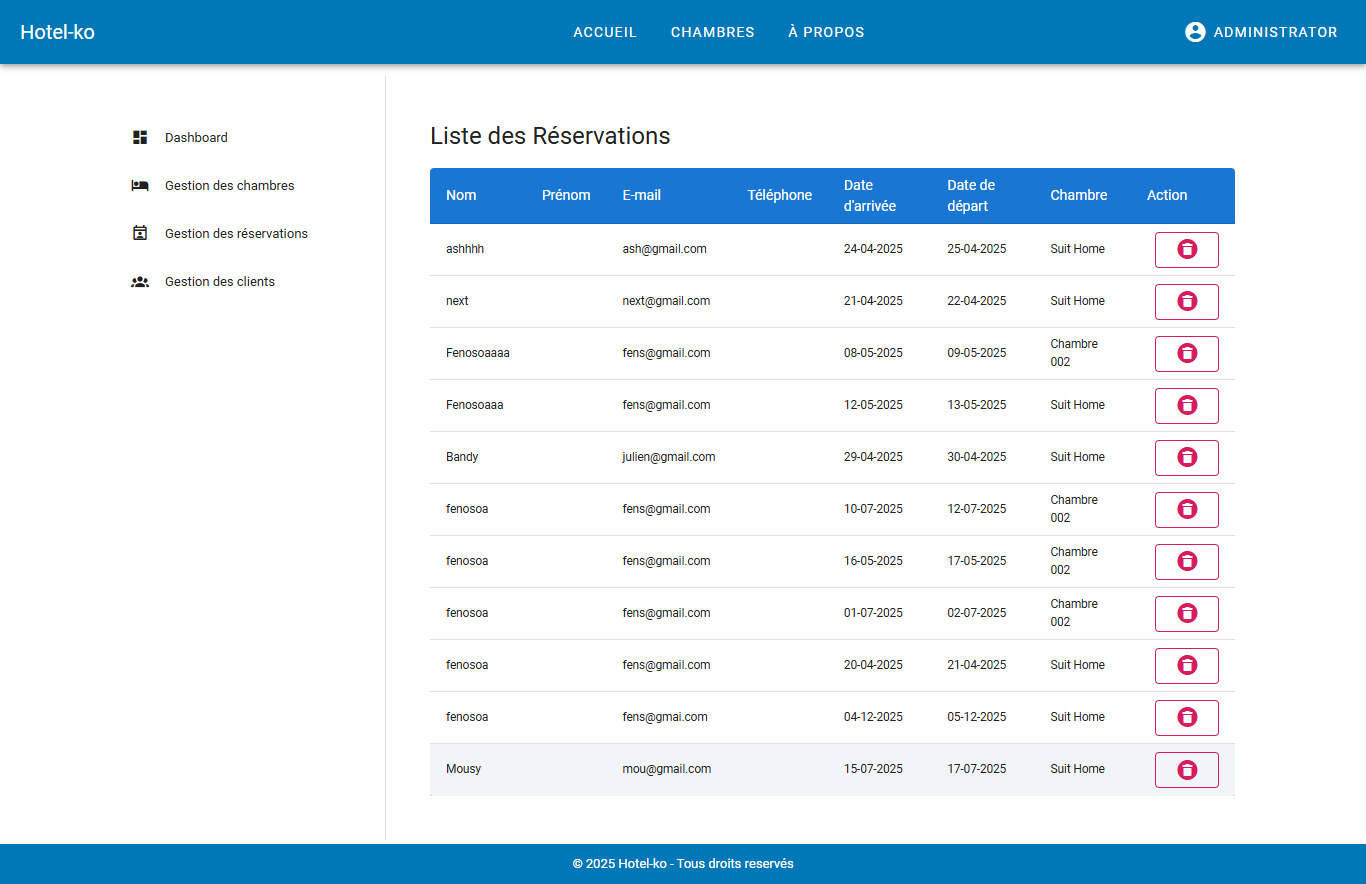 Hotel-ko
ACCUEIL CHAMBRES À PROPOS
ADMINISTRATOR
Dashboard
Gestion des chambres
Gestion des réservations
Gestion des clients
Liste des Réservations
Nom Prénom E-mail Téléphone Date d'arrivée Date de départ Chambre Action
ashhhh ash@gmail.com 24-04-2025 25-04-2025 Suit Home
next next@gmail.com 21-04-2025 22-04-2025 Suit Home
Fenosoaaaa fens@gmail.com 08-05-2025 09-05-2025 Chambre 002
Fenosoaaa fens@gmail.com 12-05-2025 13-05-2025 Suit Home
Bandy julien@gmail.com 29-04-2025 30-04-2025 Suit Home
fenosoa fens@gmail.com 10-07-2025 12-07-2025 Chambre 002
fenosoa fens@gmail.com 16-05-2025 17-05-2025 Chambre 002
fenosoa fens@gmail.com 01-07-2025 02-07-2025 Chambre 002
fenosoa fens@gmail.com 20-04-2025 21-04-2025 Suit Home
fenosoa fens@gmai.com 04-12-2025 05-12-2025 Suit Home
Mousy mou@gmail.com 15-07-2025 17-07-2025 Suit Home
© 2025 Hotel-ko - Tous droits reservés